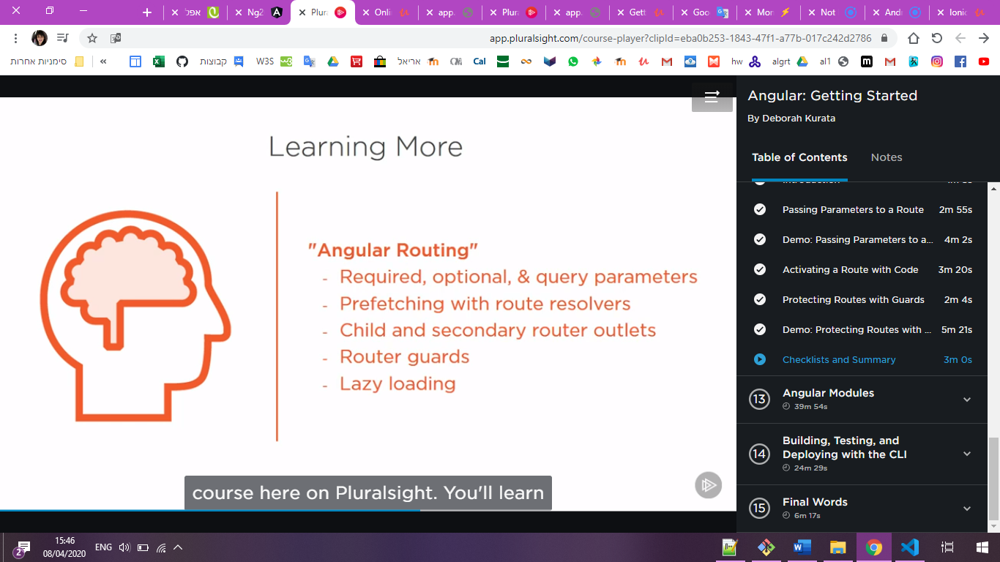 אפל
Ng2
Plura
Onli
app.
Plura
app.
Gett
Goo
Mor
Not
And
Ionic
app.pluralsight.com/course-player?clipId=eba0b253-1843-47f1-a77b-017c242d2786
סימניות אחרות
«
קבוצות
W3S
אריאל
Cal
hw
algrt
al1
Learning More
"Angular Routing"
- Required, optional, & query parameters
- Prefetching with route resolvers
- Child and secondary router outlets
- Router guards
- Lazy loading
course here on Pluralsight. You'll learn
Angular: Getting Started
By Deborah Kurata
Table of Contents
Notes
Passing Parameters to a Route 2m 55s
Demo: Passing Parameters to a... 4m 2s
Activating a Route with Code 3m 20s
Protecting Routes with Guards 2m 4s
Demo: Protecting Routes with ... 5m 21s
Checklists and Summary 3m 0s
13 Angular Modules
39m 54s
14 Building, Testing, and
Deploying with the CLI
24m 29s
15 Final Words
6m 17s
2
15:46
08/04/2020
ENG